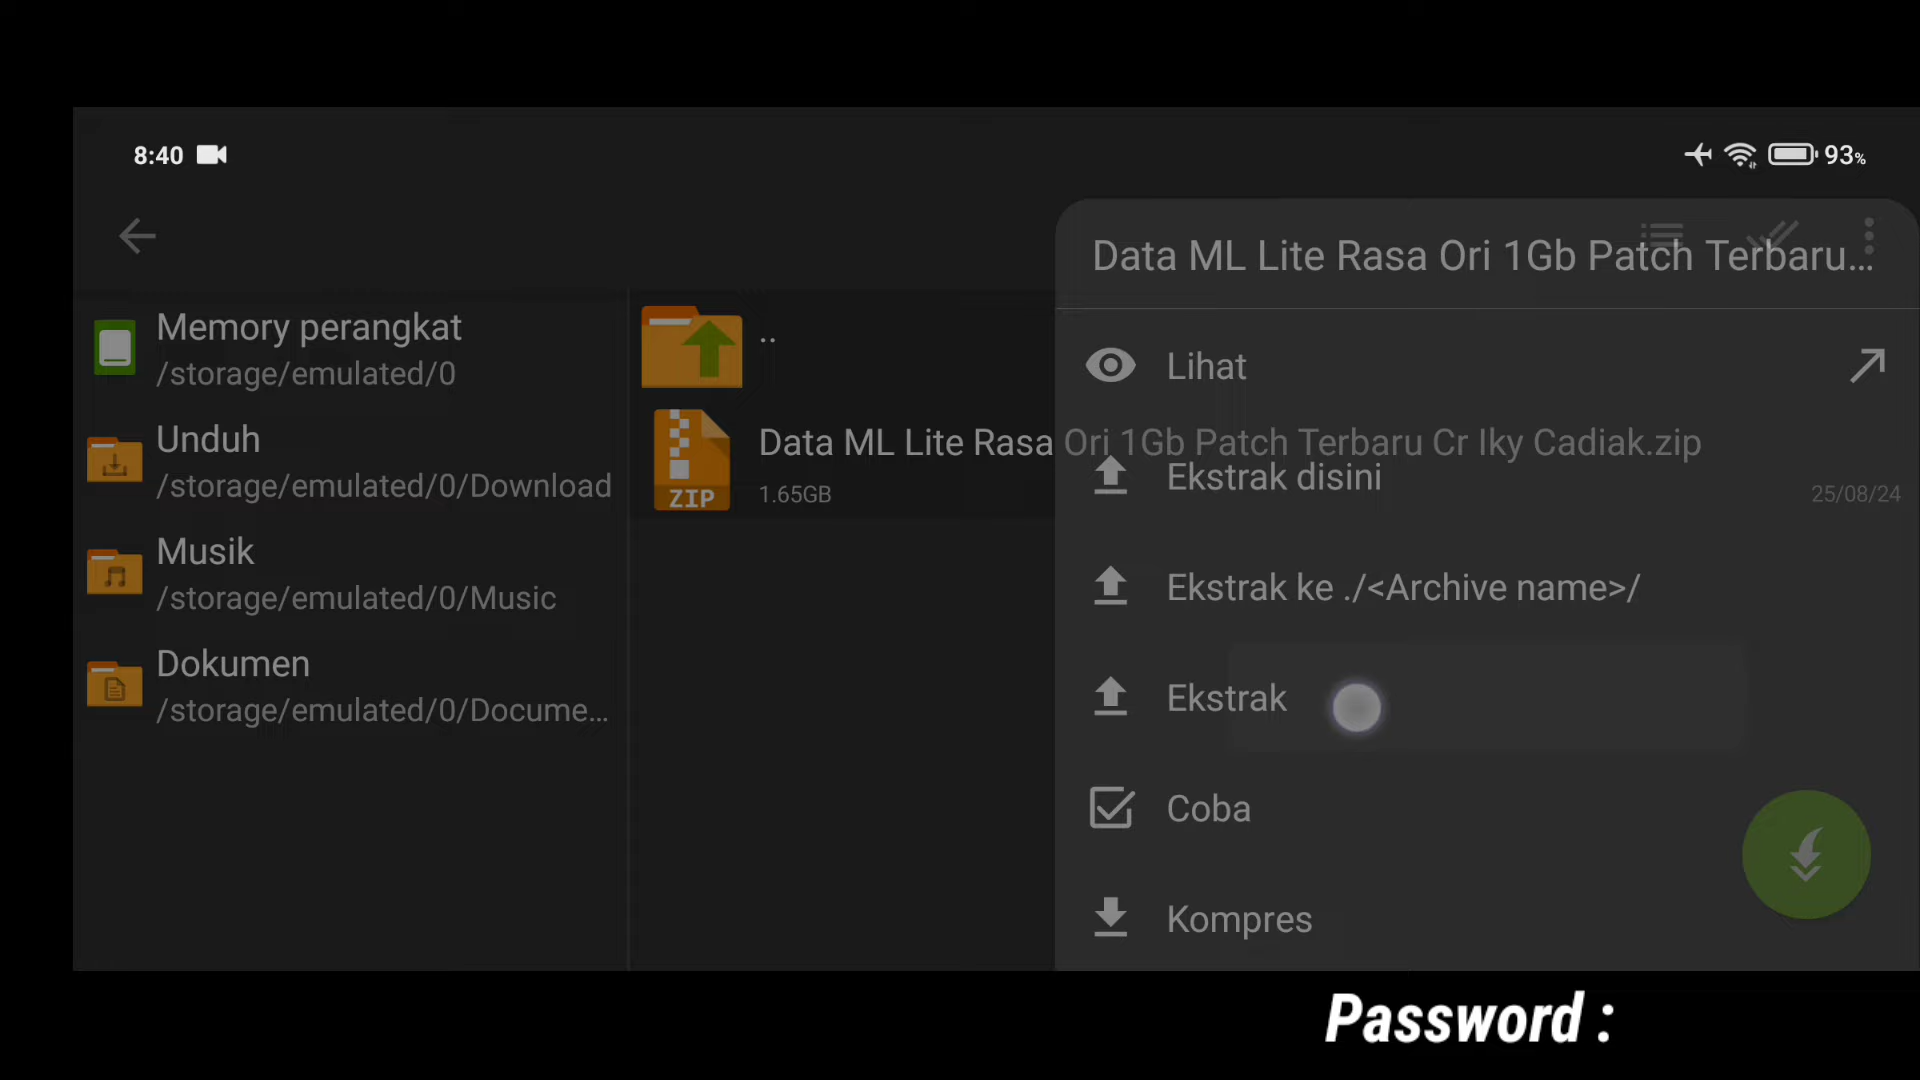 8:40
93%
Data ML Lite Rasa Ori 1Gb Patch Terbaru...
Memory perangkat
/storage/emulated/0
Unduh
/storage/emulated/0/Download
Musik
/storage/emulated/0/Music
Dokumen
/storage/emulated/0/Docume...
..
Data ML Lite Rasa Ori 1Gb Patch Terbaru Cr Iky Cadiak.zip
ZIP
1.65GB
25/08/24
Lihat
Ekstrak disini
Ekstrak ke ./<Archive name>/
Ekstrak
Coba
Kompres
Password :